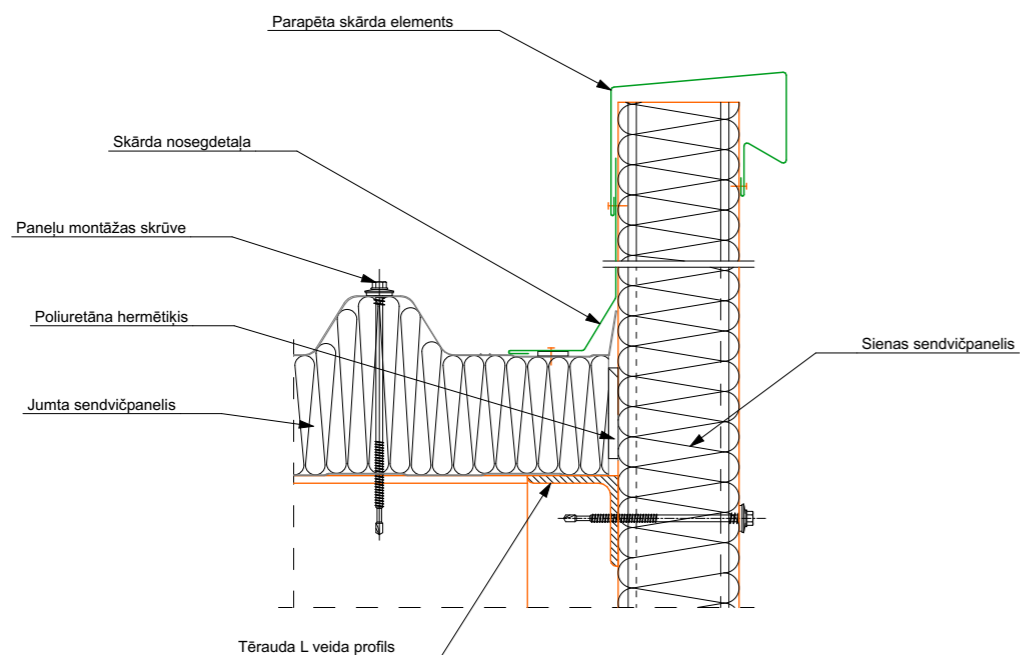 Parapēta skārda elements
Skārda nosegdetaļa
Paneļu montāžas skrūve
Poliuretāna hermētiķis
Sienas sendvičpanelis
Jumta sendvičpanelis
Tērauda L veida profils